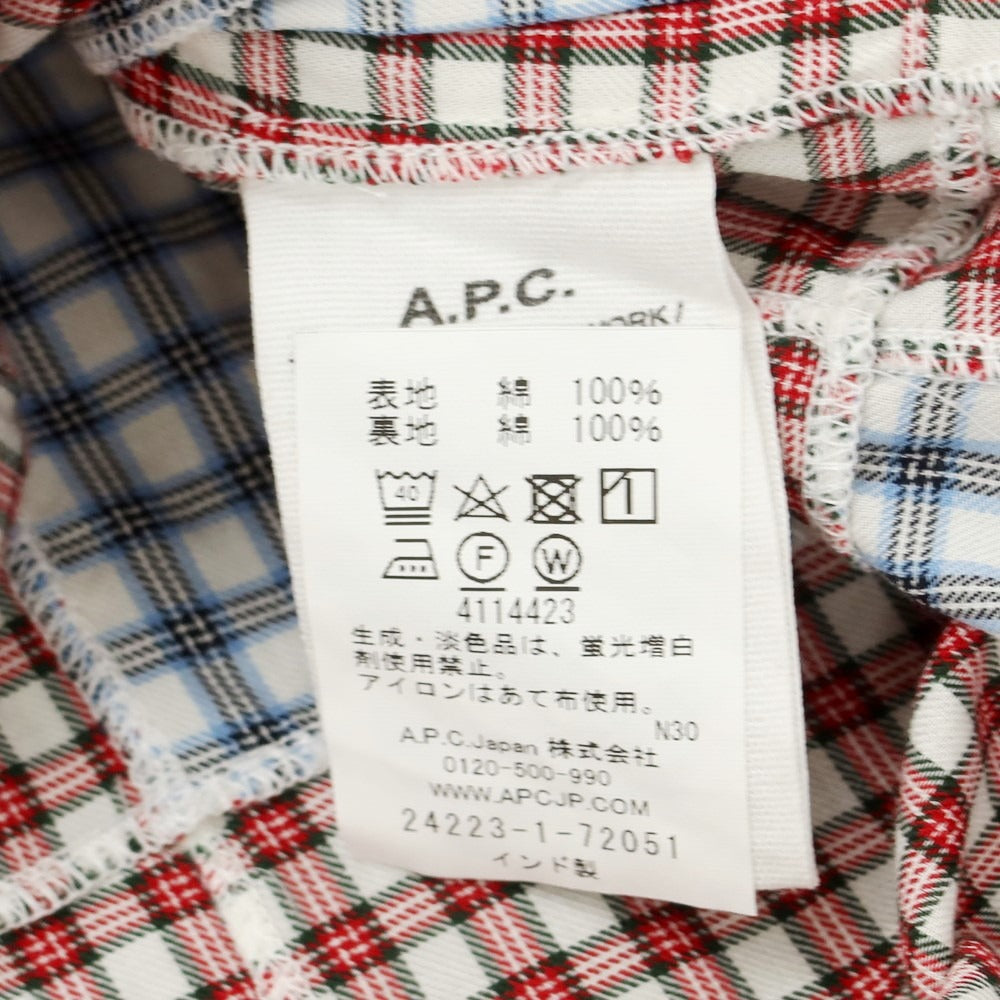 A.P.C.
YORK/
表地 綿 100%
裏地 綿 100%
40
F W
4114423
生成・淡色品は、蛍光増白
剤使用禁止。
アイロンはあて布使用。
N30
A.P.C.Japan 株式会社
0120-500-990
WWW.APCJP.COM
24223-1-72051
インド製